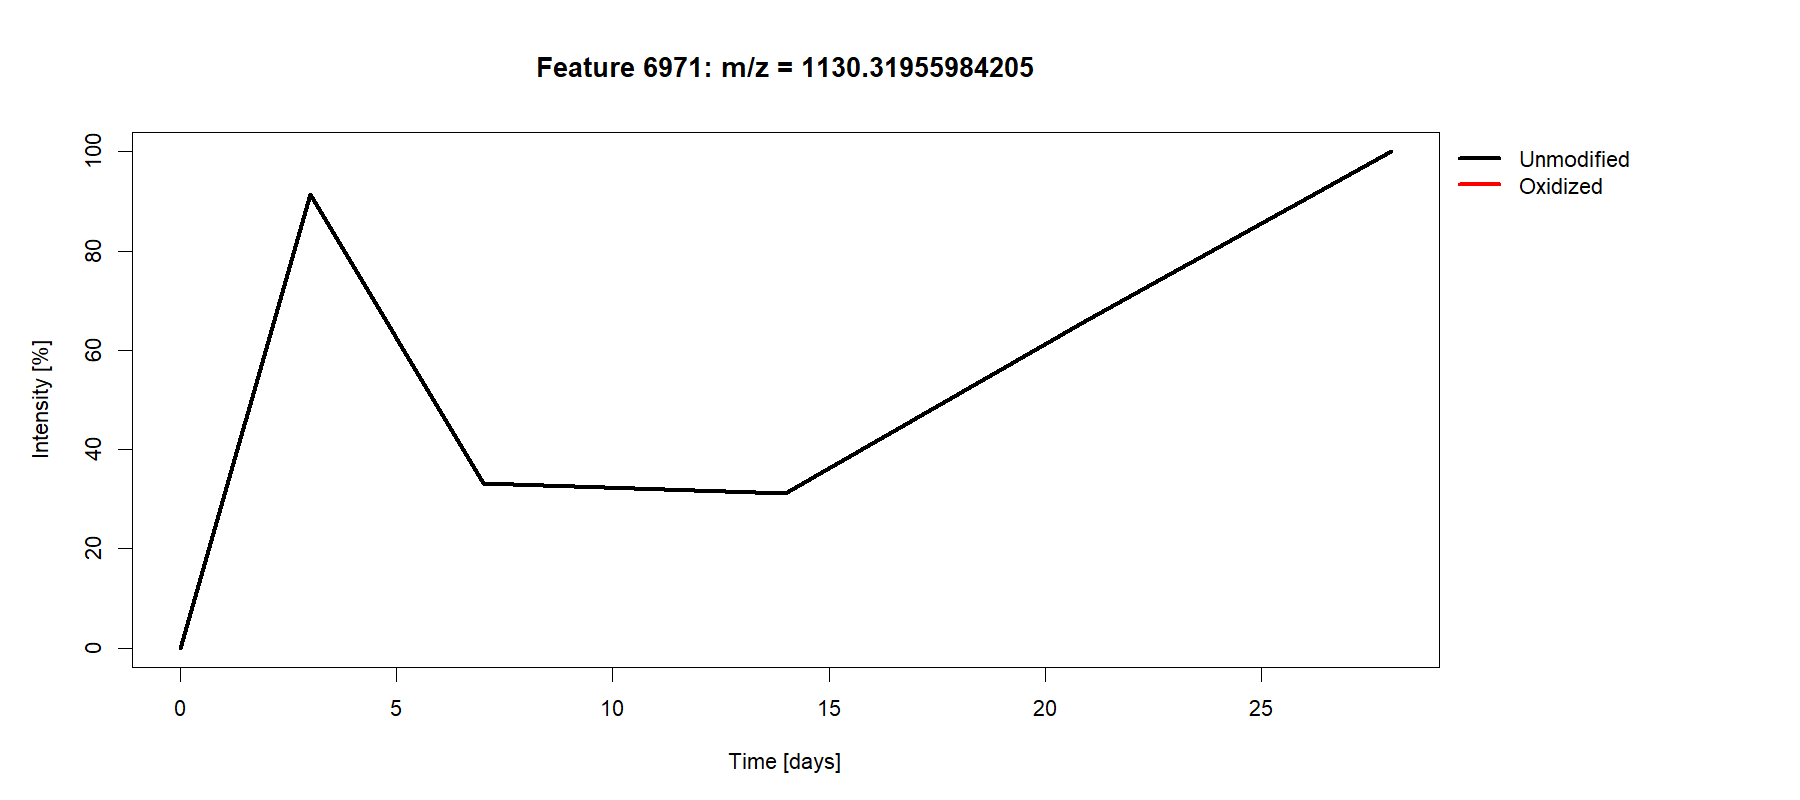 Feature 6971: m/z = 1130.31955984205
Unmodified
Oxidized
Intensity [%]
100
80
60
40
20
0
0 5 10 15 20 25
Time [days]